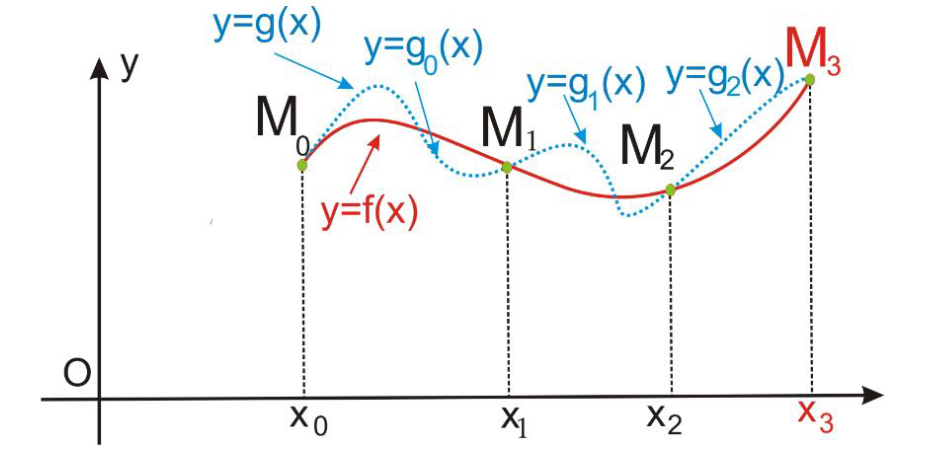 y=g(x)
y=g₀(x)
M₃
y
y=g₁(x)
y=g₂(x)
M₀
M₁
M₂
y=f(x)
O
x₀
x₁
x₂
x₃